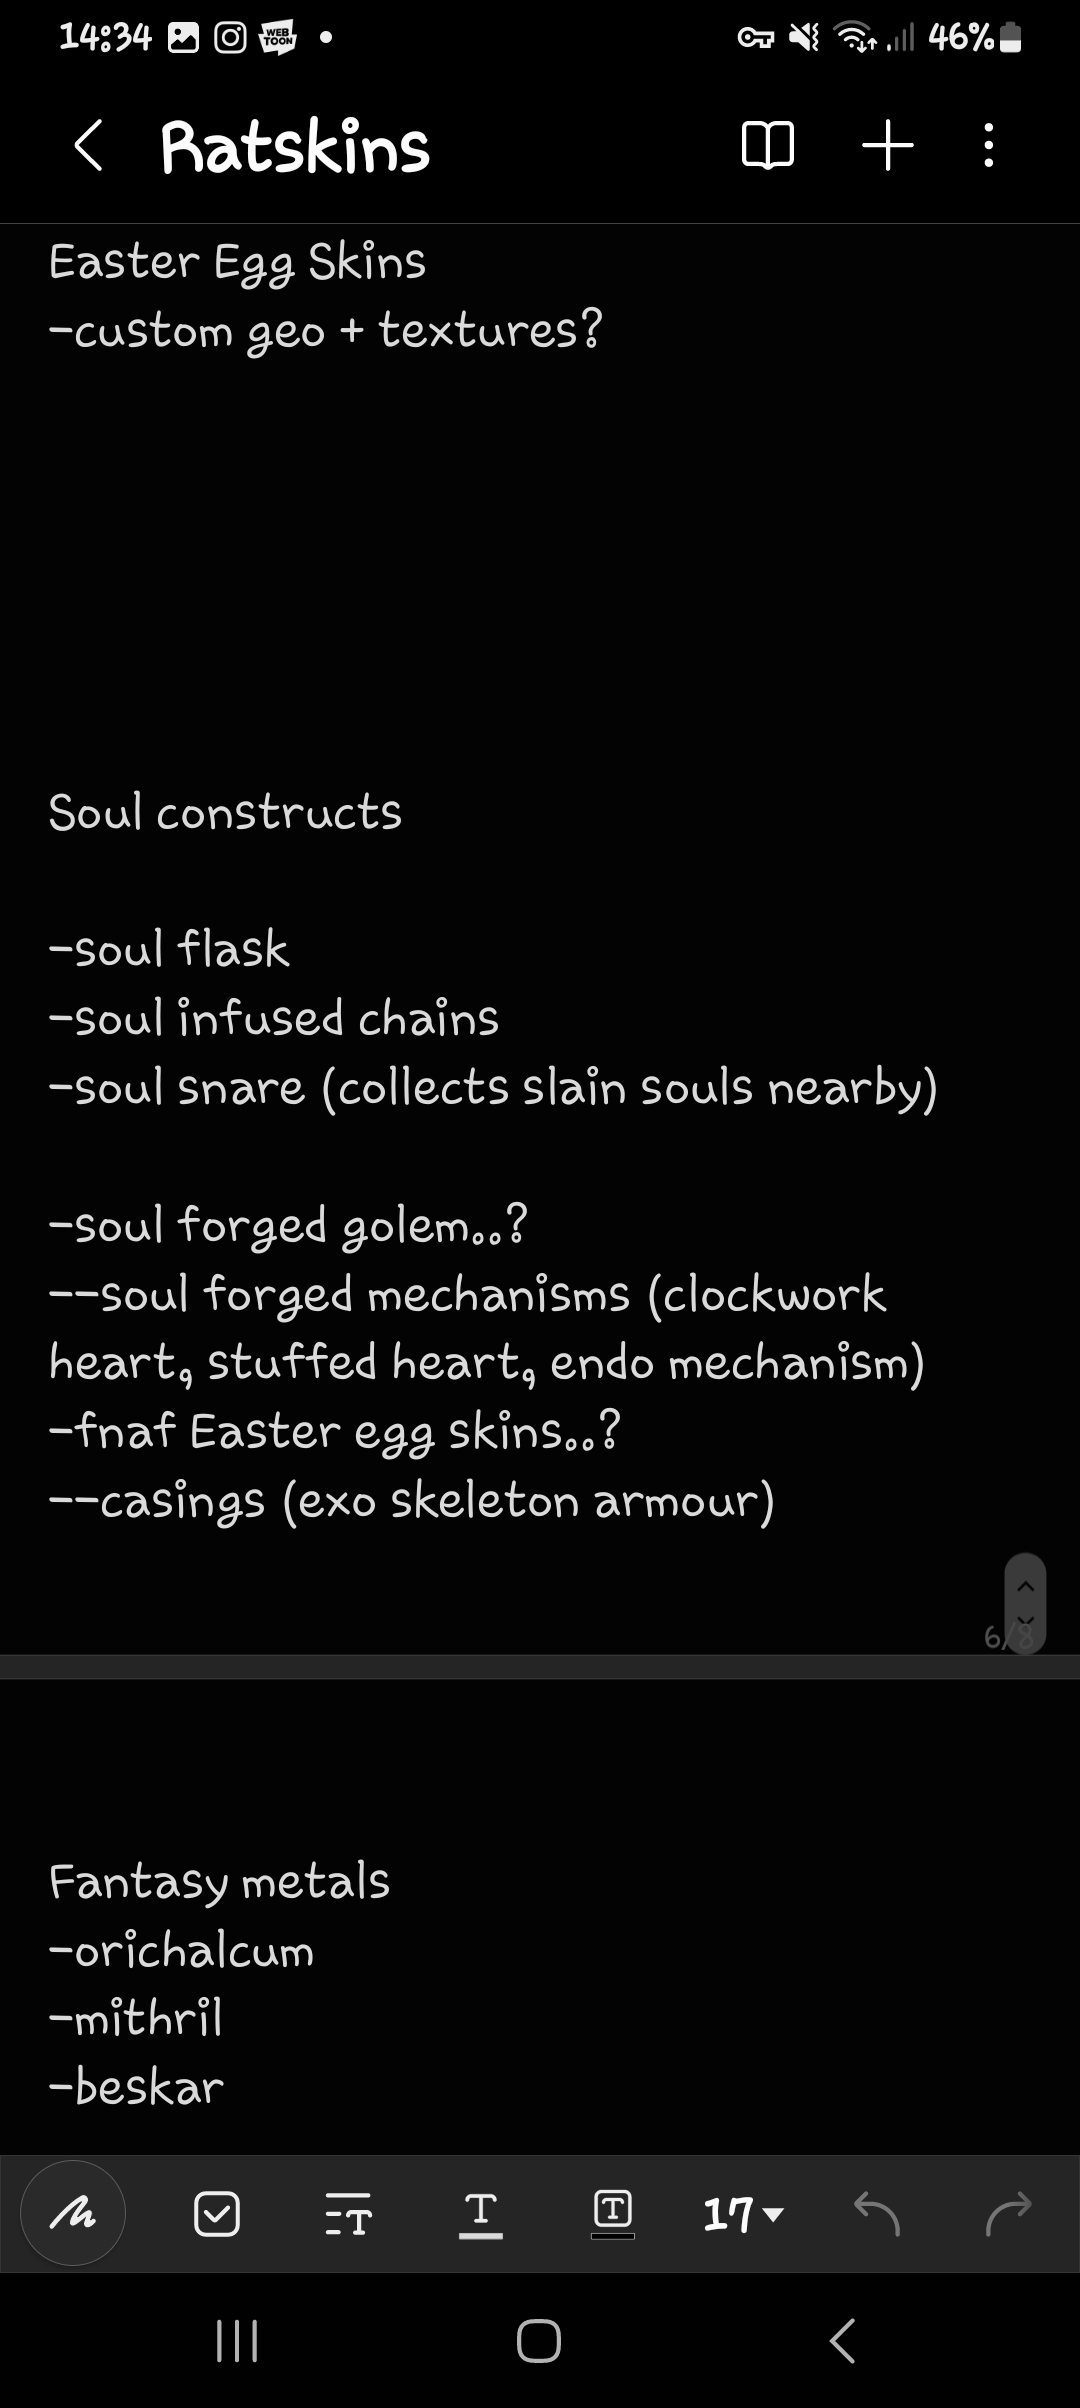 14:34 WEB TOON 46%
Ratskins
Easter Egg Skins
-custom geo + textures?
Soul constructs
-soul flask
-soul infused chains
-soul snare (collects slain souls nearby)
-soul forged golem..?
--soul forged mechanisms (clockwork
heart, stuffed heart, endo mechanism)
-fnaf Easter egg skins..?
--casings (exo skeleton armour)
6/8
Fantasy metals
-orichalcum
-mithril
-beskar
T T T 17